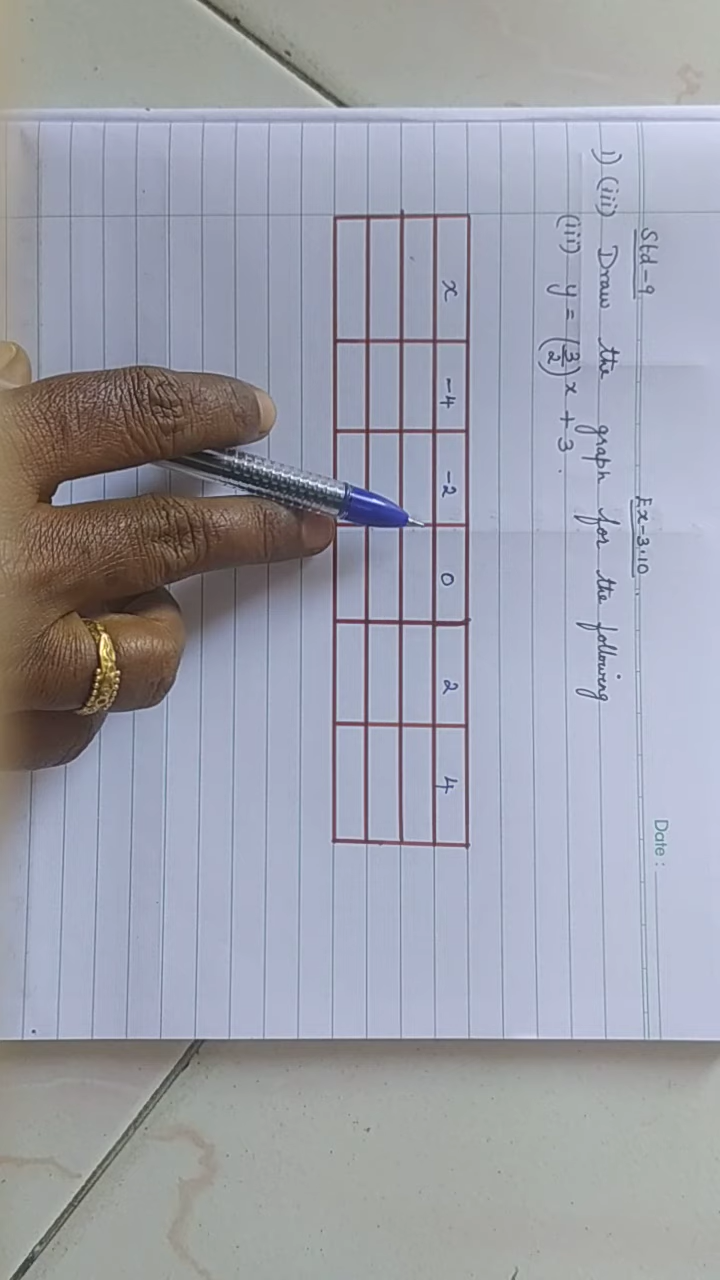 Date :
Std-9 Ex-3.10
1) (iii) Draw the graph for the following
(iii) y = (3/2)x + 3.
x -4 -2 0 2 4